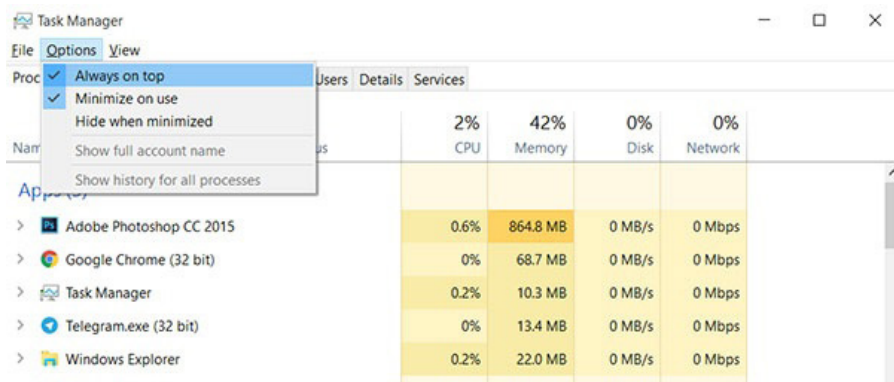 Task Manager
File Options View
Proc Users Details Services
Always on top
Minimize on use
Hide when minimized
Show full account name
Show history for all processes
2% 42% 0% 0%
Nam us CPU Memory Disk Network
Ps Adobe Photoshop CC 2015 0.6% 864.8 MB 0 MB/s 0 Mbps
Google Chrome (32 bit) 0% 68.7 MB 0 MB/s 0 Mbps
Task Manager 0.2% 10.3 MB 0 MB/s 0 Mbps
Telegram.exe (32 bit) 0% 13.4 MB 0 MB/s 0 Mbps
Windows Explorer 0.2% 22.0 MB 0 MB/s 0 Mbps